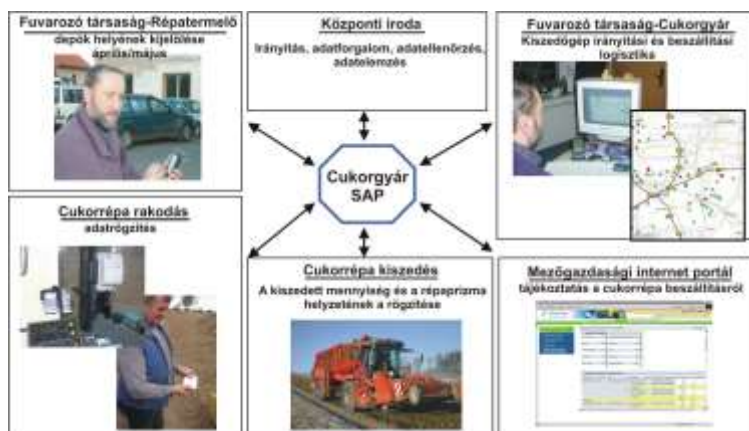 Fuvarozó társaság-Répatermelő
depók helyének kijelölése
április/május
Központi iroda
Irányítás, adatforgalom, adatellenőrzés,
adatelemzés
Fuvarozó társaság-Cukorgyár
Kiszedőgép irányítási és beszállítási
logisztika
Cukorgyár
SAP
Cukorrépa rakodás
adatrögzítés
Cukorrépa kiszedés
A kiszedett mennyiség és a répaprizma
helyzetének a rögzítése
Mezőgazdasági internet portál
tájékoztatás a cukorrépa beszállításról